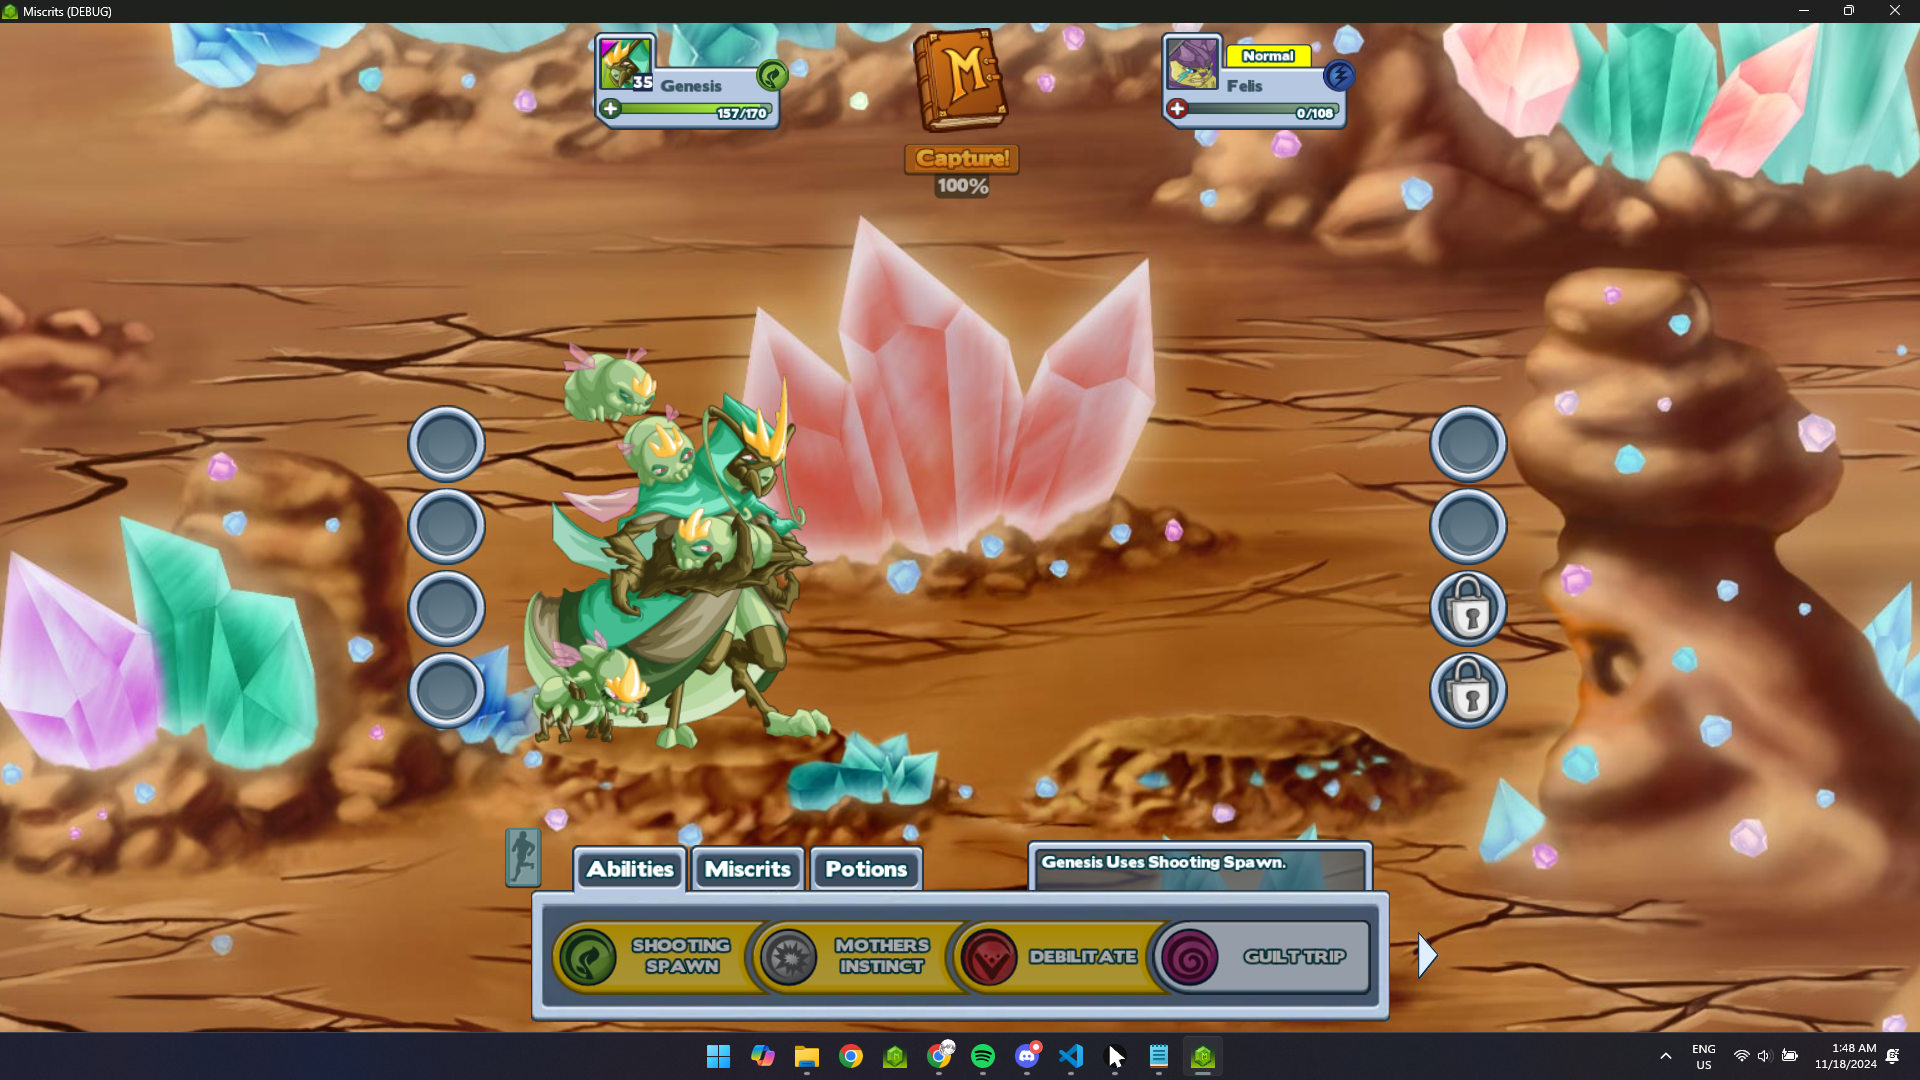 Miscrits (DEBUG)
35
Genesis
157/170
M
Normal
Felis
0/108
Capture!
100%
Abilities
Miscrits
Potions
Genesis Uses Shooting Spawn.
SHOOTING
SPAWN
MOTHERS
INSTINCT
DEBILITATE
GUILT TRIP
ENG
US
1:48 AM
11/18/2024